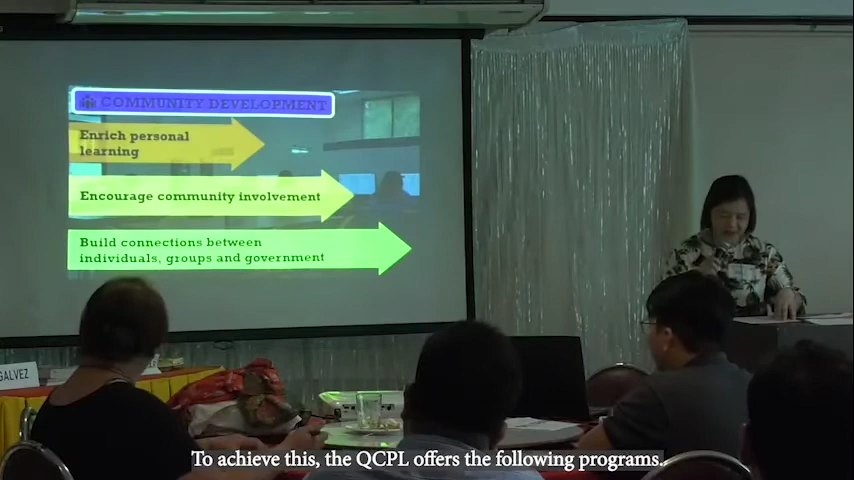 COMMUNITY DEVELOPMENT
Enrich personal
learning
Encourage community involvement
Build connections between
individuals, groups and government
GALVEZ
To achieve this, the QCPL offers the following programs.